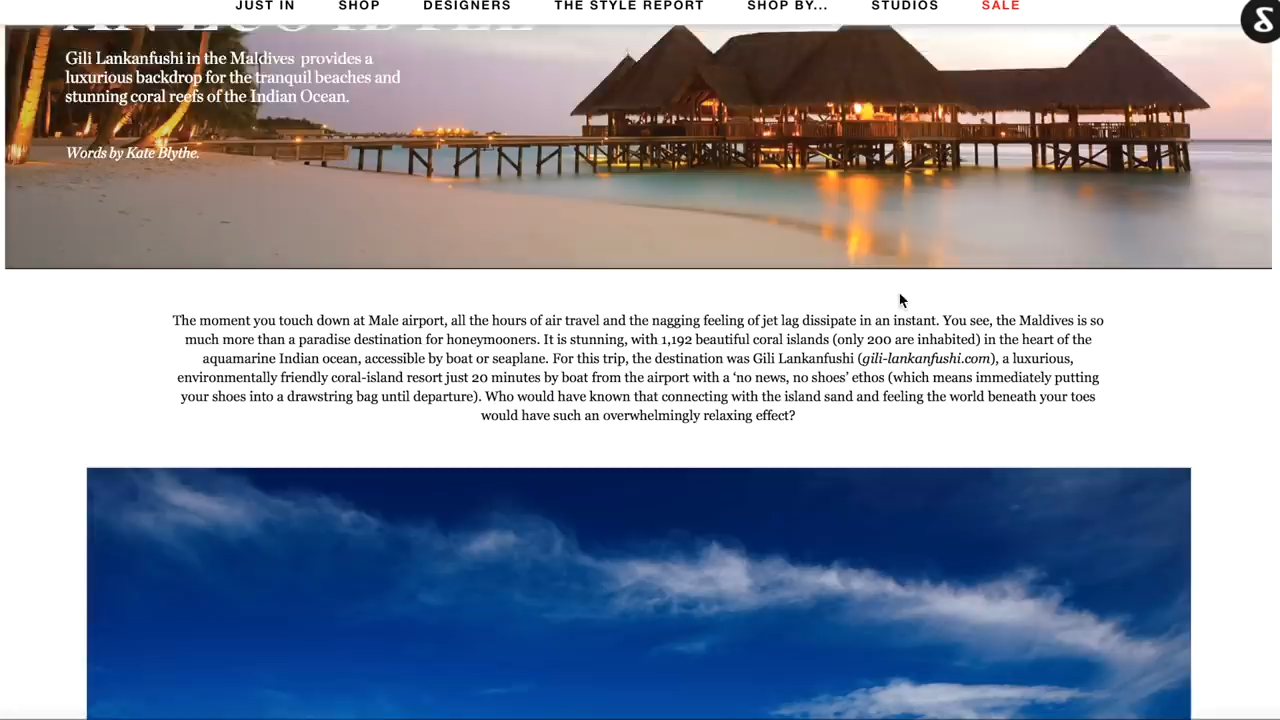 JUST IN SHOP DESIGNERS THE STYLE REPORT SHOP BY... STUDIOS SALE
Gili Lankanfushi in the Maldives provides a
luxurious backdrop for the tranquil beaches and
stunning coral reefs of the Indian Ocean.
Words by Kate Blythe.
The moment you touch down at Male airport, all the hours of air travel and the nagging feeling of jet lag dissipate in an instant. You see, the Maldives is so
much more than a paradise destination for honeymooners. It is stunning, with 1,192 beautiful coral islands (only 200 are inhabited) in the heart of the
aquamarine Indian ocean, accessible by boat or seaplane. For this trip, the destination was Gili Lankanfushi (gili-lankanfushi.com), a luxurious,
environmentally friendly coral-island resort just 20 minutes by boat from the airport with a ‘no news, no shoes’ ethos (which means immediately putting
your shoes into a drawstring bag until departure). Who would have known that connecting with the island sand and feeling the world beneath your toes
would have such an overwhelmingly relaxing effect?